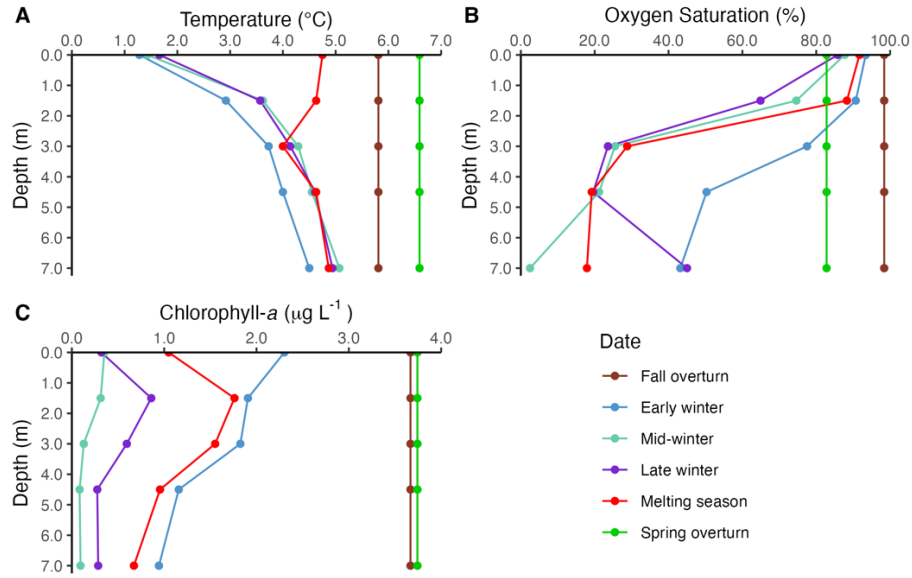 A
Temperature (°C)
0.0 1.0 2.0 3.0 4.0 5.0 6.0 7.0
Depth (m)
0.0
1.0
2.0
3.0
4.0
5.0
6.0
7.0
B
Oxygen Saturation (%)
0.0 20.0 40.0 60.0 80.0 100.0
Depth (m)
0.0
1.0
2.0
3.0
4.0
5.0
6.0
7.0
C
Chlorophyll-a (μg L⁻¹)
0.0 1.0 2.0 3.0 4.0
Depth (m)
0.0
1.0
2.0
3.0
4.0
5.0
6.0
7.0
Date
Fall overturn
Early winter
Mid-winter
Late winter
Melting season
Spring overturn